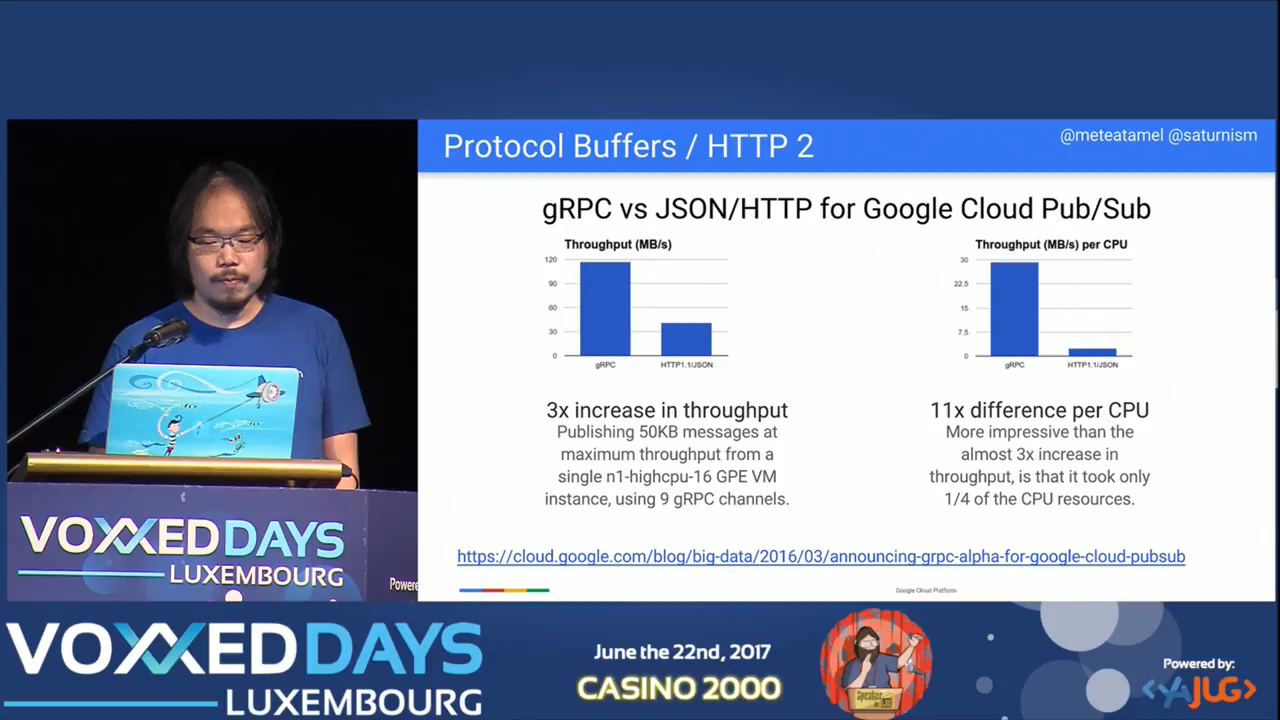 Protocol Buffers / HTTP 2
@meteatamel @saturnism
gRPC vs JSON/HTTP for Google Cloud Pub/Sub
Throughput (MB/s)
120
90
60
30
0
gRPC
HTTP1.1/JSON
Throughput (MB/s) per CPU
30
22.5
15
7.5
0
gRPC
HTTP1.1/JSON
3x increase in throughput
Publishing 50KB messages at
maximum throughput from a
single n1-highcpu-16 GPE VM
instance, using 9 gRPC channels.
11x difference per CPU
More impressive than the
almost 3x increase in
throughput, is that it took only
1/4 of the CPU resources.
https://cloud.google.com/blog/big-data/2016/03/announcing-grpc-alpha-for-google-cloud-pubsub
Google Cloud Platform
VOXXED DAYS
LUXEMBOURG
Powere
VOXXED DAYS
LUXEMBOURG
June the 22nd, 2017
CASINO 2000
Speaker
Powered by:
YAJUG